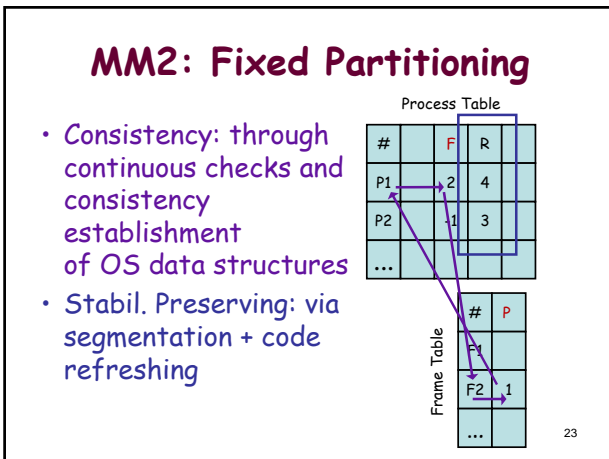 MM2: Fixed Partitioning
• Consistency: through
continuous checks and
consistency
establishment
of OS data structures
• Stabil. Preserving: via
segmentation + code
refreshing
Process Table
# F R
P1 2 4
P2 -1 3
...
Frame Table
# P
F1
F2 1
...
23